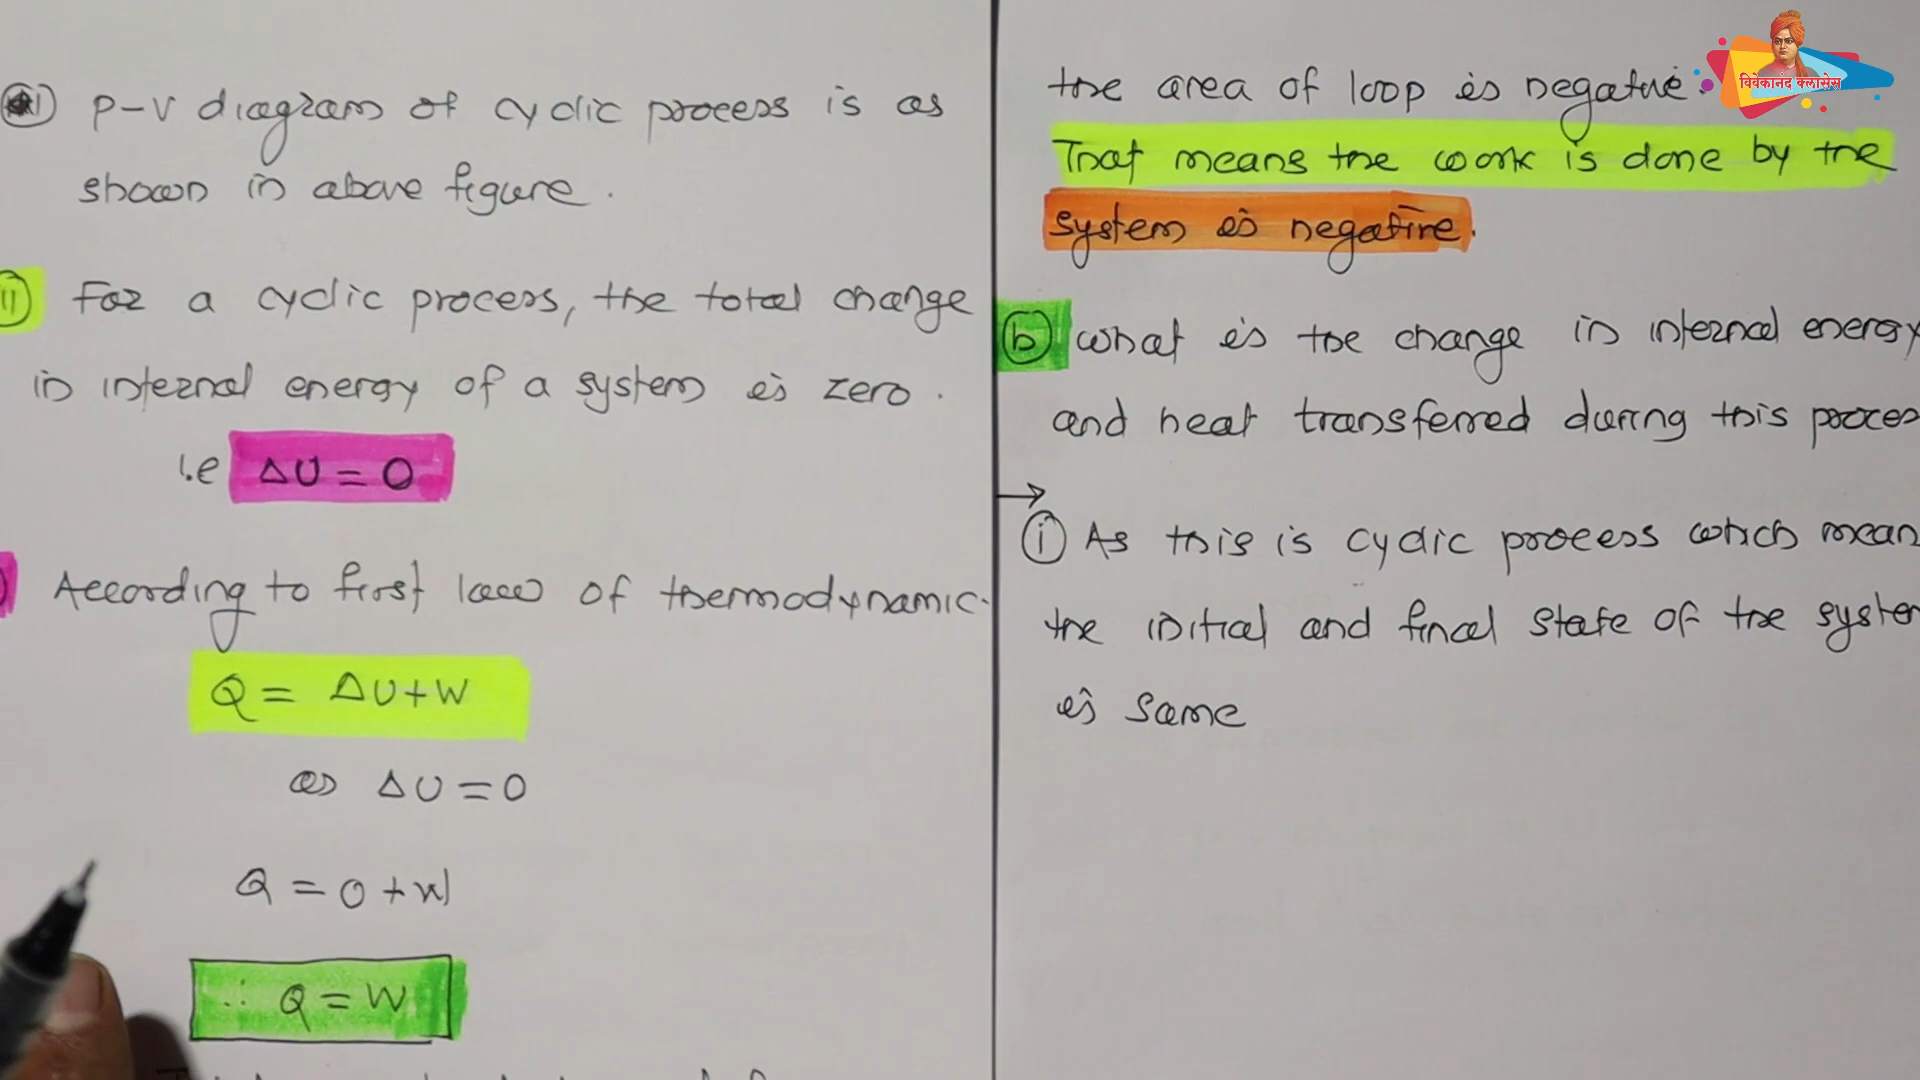 i) P-V diagram of cyclic process is as
shown in above figure.
ii) For a cyclic process, the total change
in internal energy of a system is zero.
i.e ΔU = 0
According to first law of thermodynamic.
Q = ΔU+W
as ΔU = 0
Q = 0 + W
∴ Q = W
the area of loop is negative.
That means the work is done by the
system is negative.
b) What is the change in internal energy
and heat transferred during this proces
→
i) As this is cyclic process which mean
the initial and final state of the system
is same
विवेकानंद क्लासेस